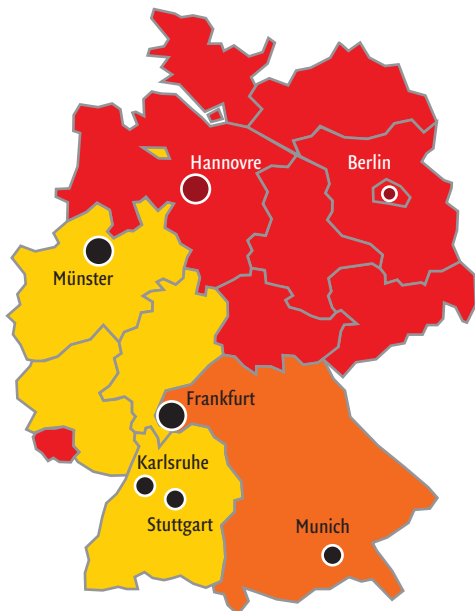 Hannovre
Berlin
Münster
Frankfurt
Karlsruhe
Stuttgart
Munich